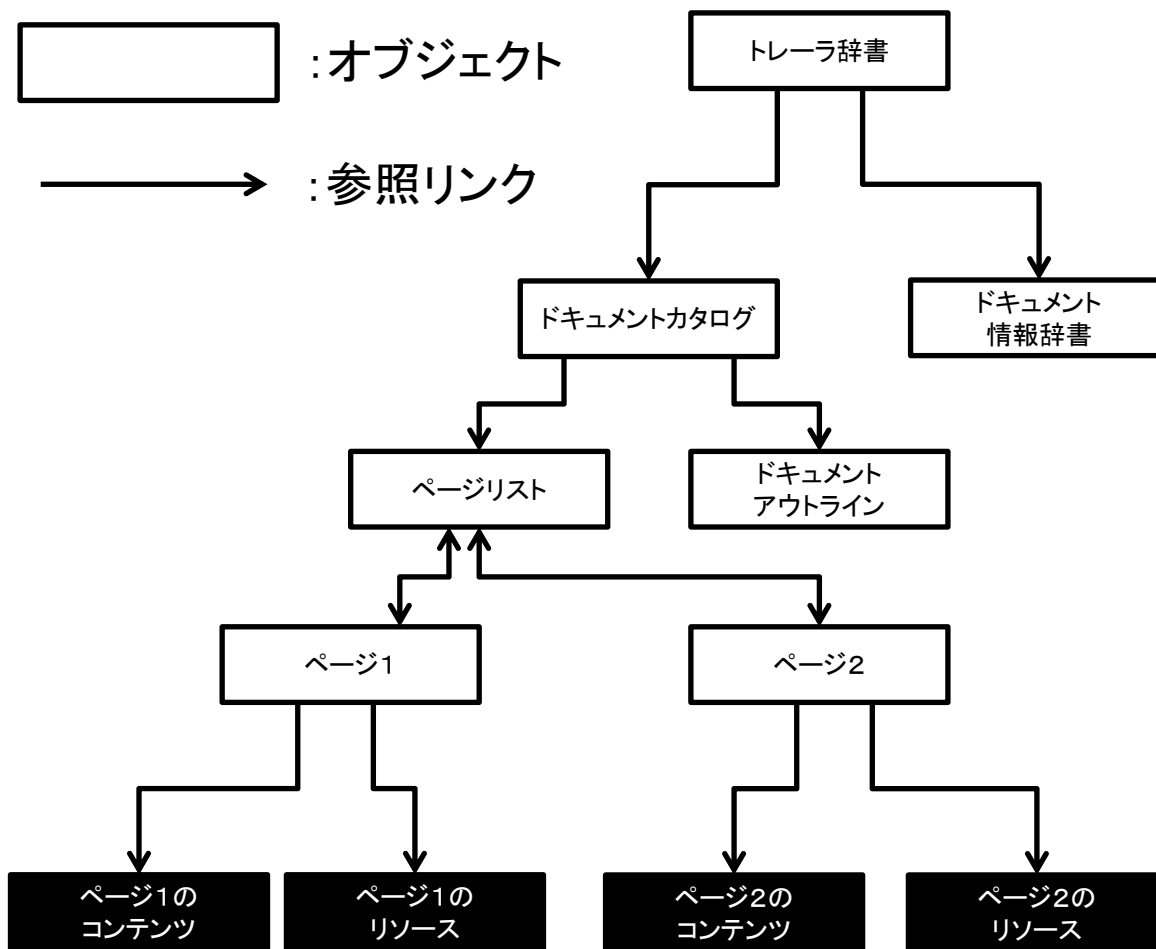 :オブジェクト
:参照リンク
トレーラ辞書
ドキュメントカタログ
ドキュメント
情報辞書
ページリスト
ドキュメント
アウトライン
ページ1
ページ2
ページ1の
コンテンツ
ページ1の
リソース
ページ2の
コンテンツ
ページ2の
リソース